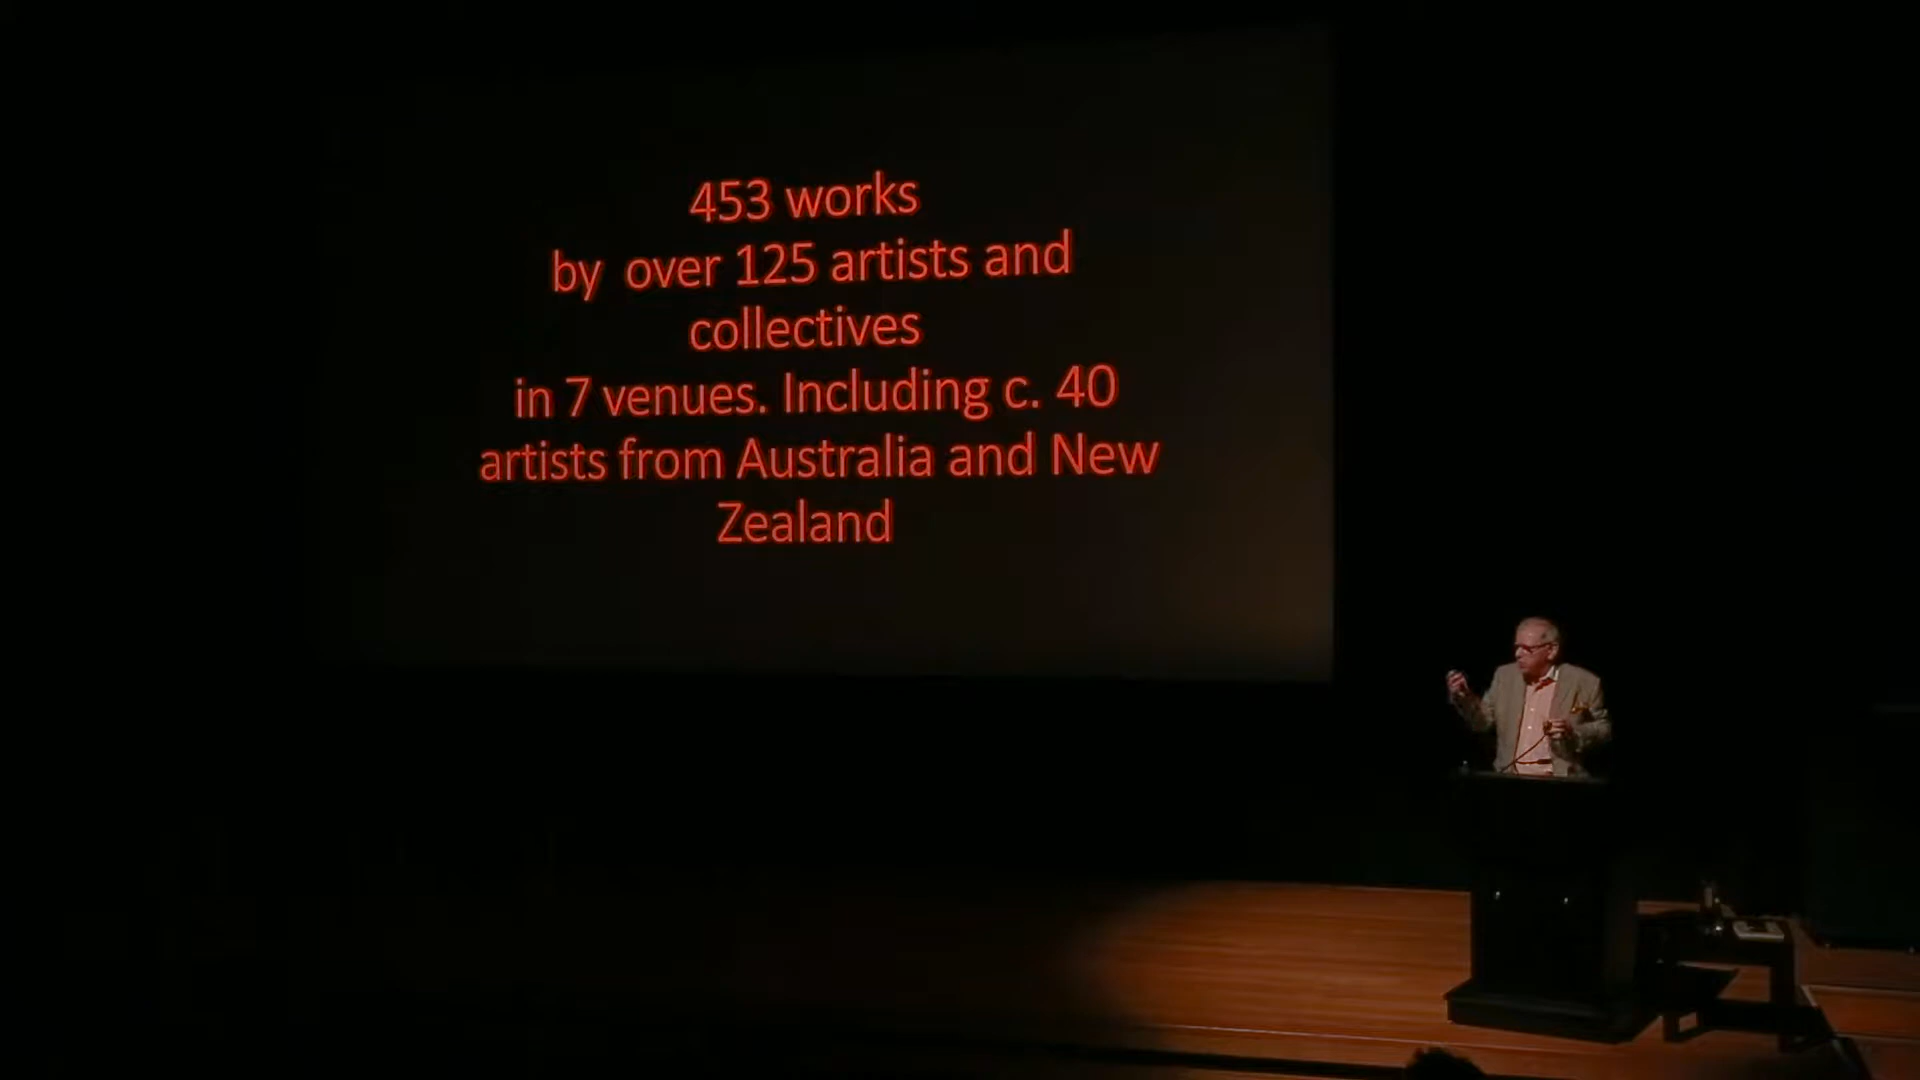 453 works
by over 125 artists and
collectives
in 7 venues. Including c. 40
artists from Australia and New
Zealand